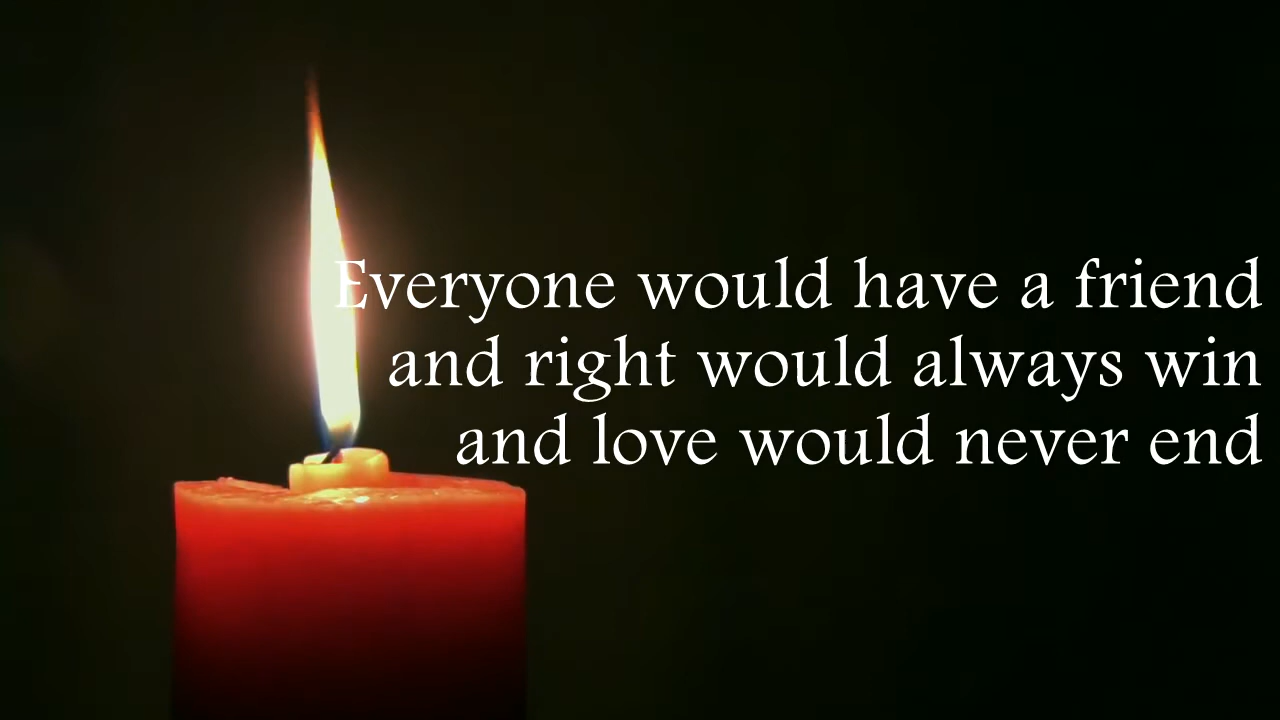 Everyone would have a friend
and right would always win
and love would never end